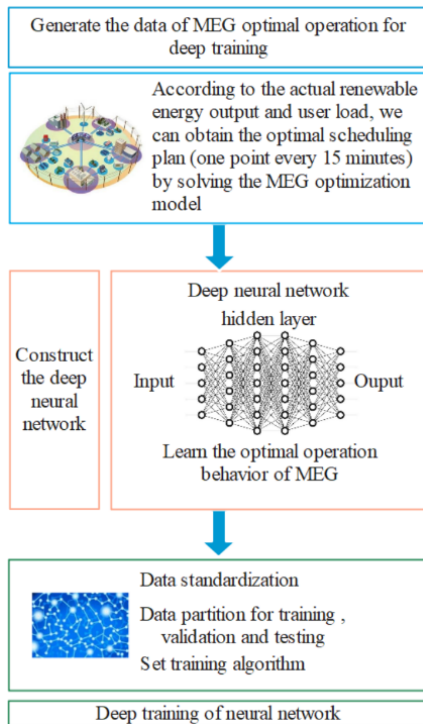 Generate the data of MEG optimal operation for
deep training
According to the actual renewable
energy output and user load, we
can obtain the optimal scheduling
plan (one point every 15 minutes)
by solving the MEG optimization
model
Construct
the deep
neural
network
Deep neural network
hidden layer
Input
Ouput
Learn the optimal operation
behavior of MEG
Data standardization
Data partition for training ,
validation and testing
Set training algorithm
Deep training of neural network